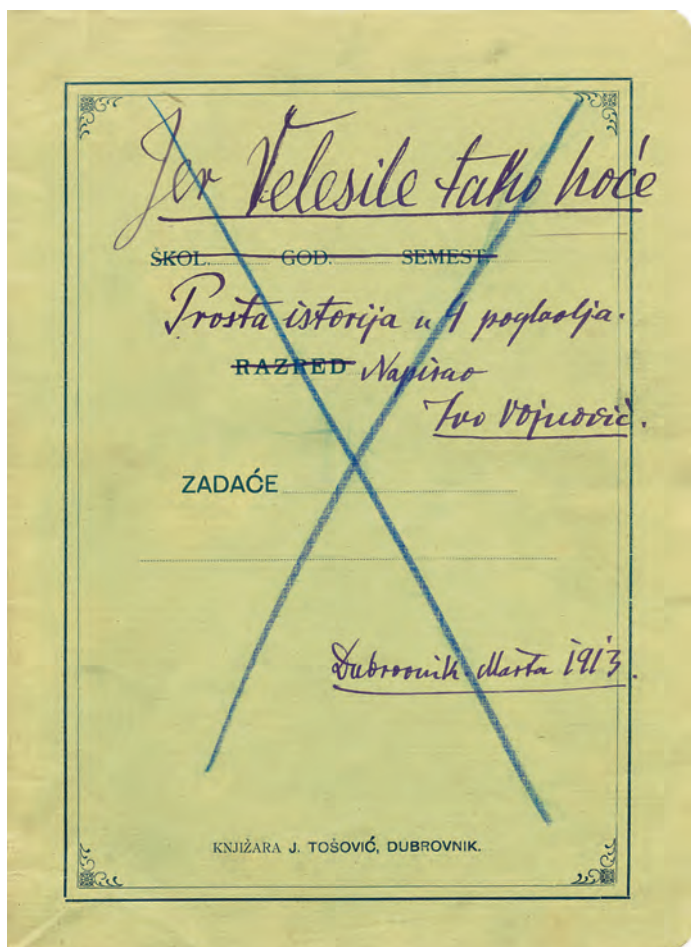 Jer Velesile tako hoće
ŠKOL. GOD. SEMEST.
Prosta istorija u 4 poglavlja.
RAZRED Napisao
Ivo Vojnović.
ZADAĆE
Dubrovnik. Marta 1913.
KNJIŽARA J. TOŠOVIĆ, DUBROVNIK.